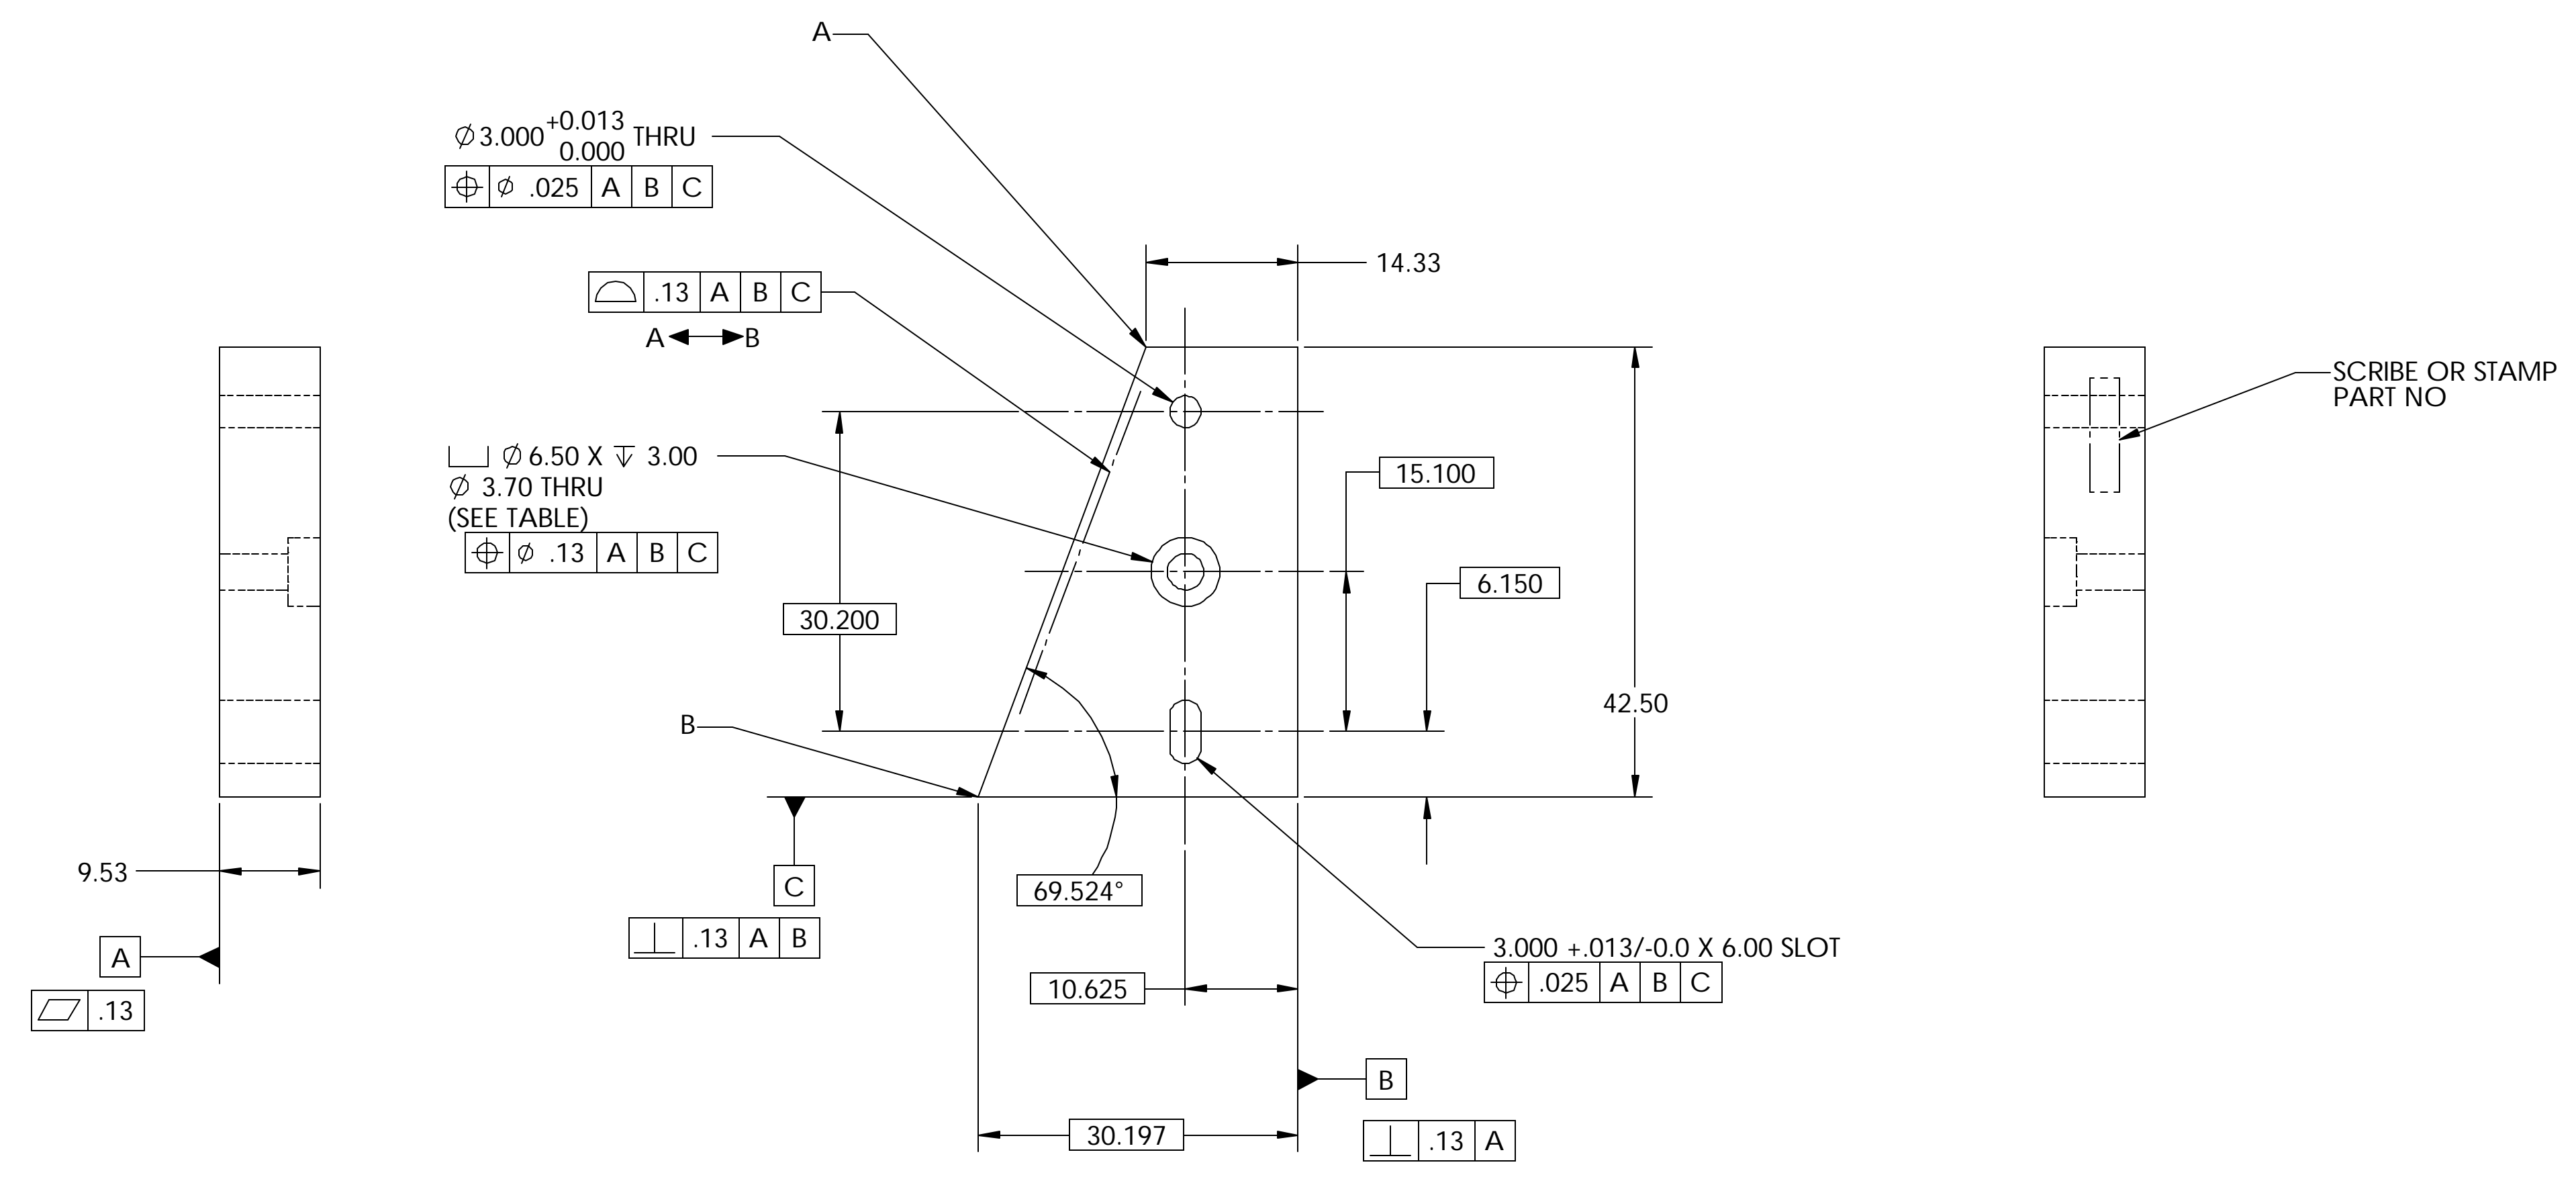 A
⌀3.000 +0.013 THRU
0.000
⌖ ⌀ .025 A B C
14.33
⌓ .13 A B C
A ↔ B
SCRIBE OR STAMP
PART NO
⌴ ⌀6.50 X ↧ 3.00
⌀ 3.70 THRU
(SEE TABLE)
⌖ ⌀ .13 A B C
15.100
6.150
30.200
42.50
B
9.53
C
69.524°
⟂ .13 A B
A
3.000 +.013/-0.0 X 6.00 SLOT
⌖ .025 A B C
10.625
⏥ .13
B
30.197
⟂ .13 A